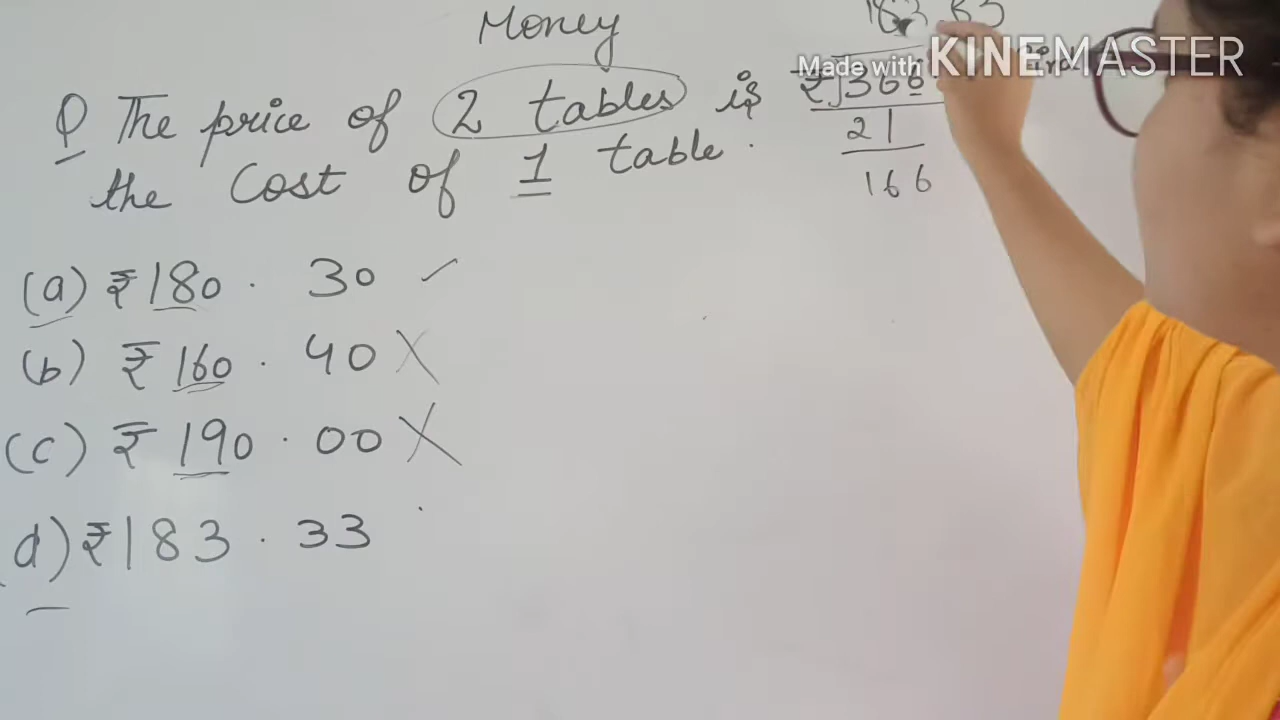 Money
Q The price of 2 tables is ₹ 366
the Cost of 1 table.
21
166
(a) ₹180.30 ✓
(b) ₹160.40 X
(c) ₹190.00 X
(d) ₹183.33
Made with KINEMASTER